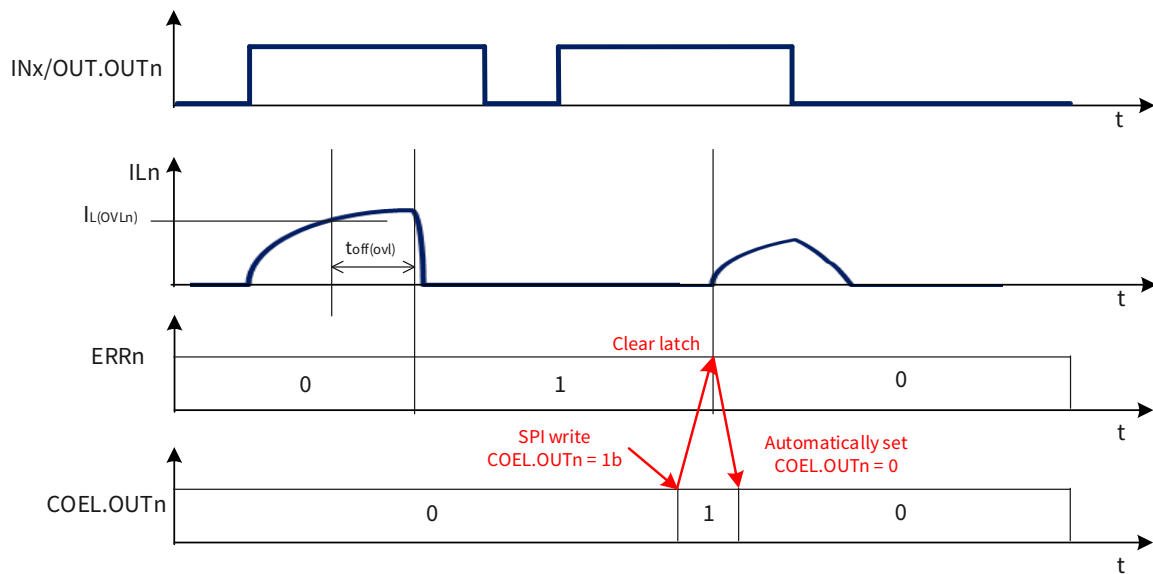 INx/OUT.OUTn
t
ILn
IL(OVLn)
toff(ovl)
t
ERRn
Clear latch
0
1
0
t
SPI write
COEL.OUTn = 1b
Automatically set
COEL.OUTn = 0
COEL.OUTn
0
1
0
t